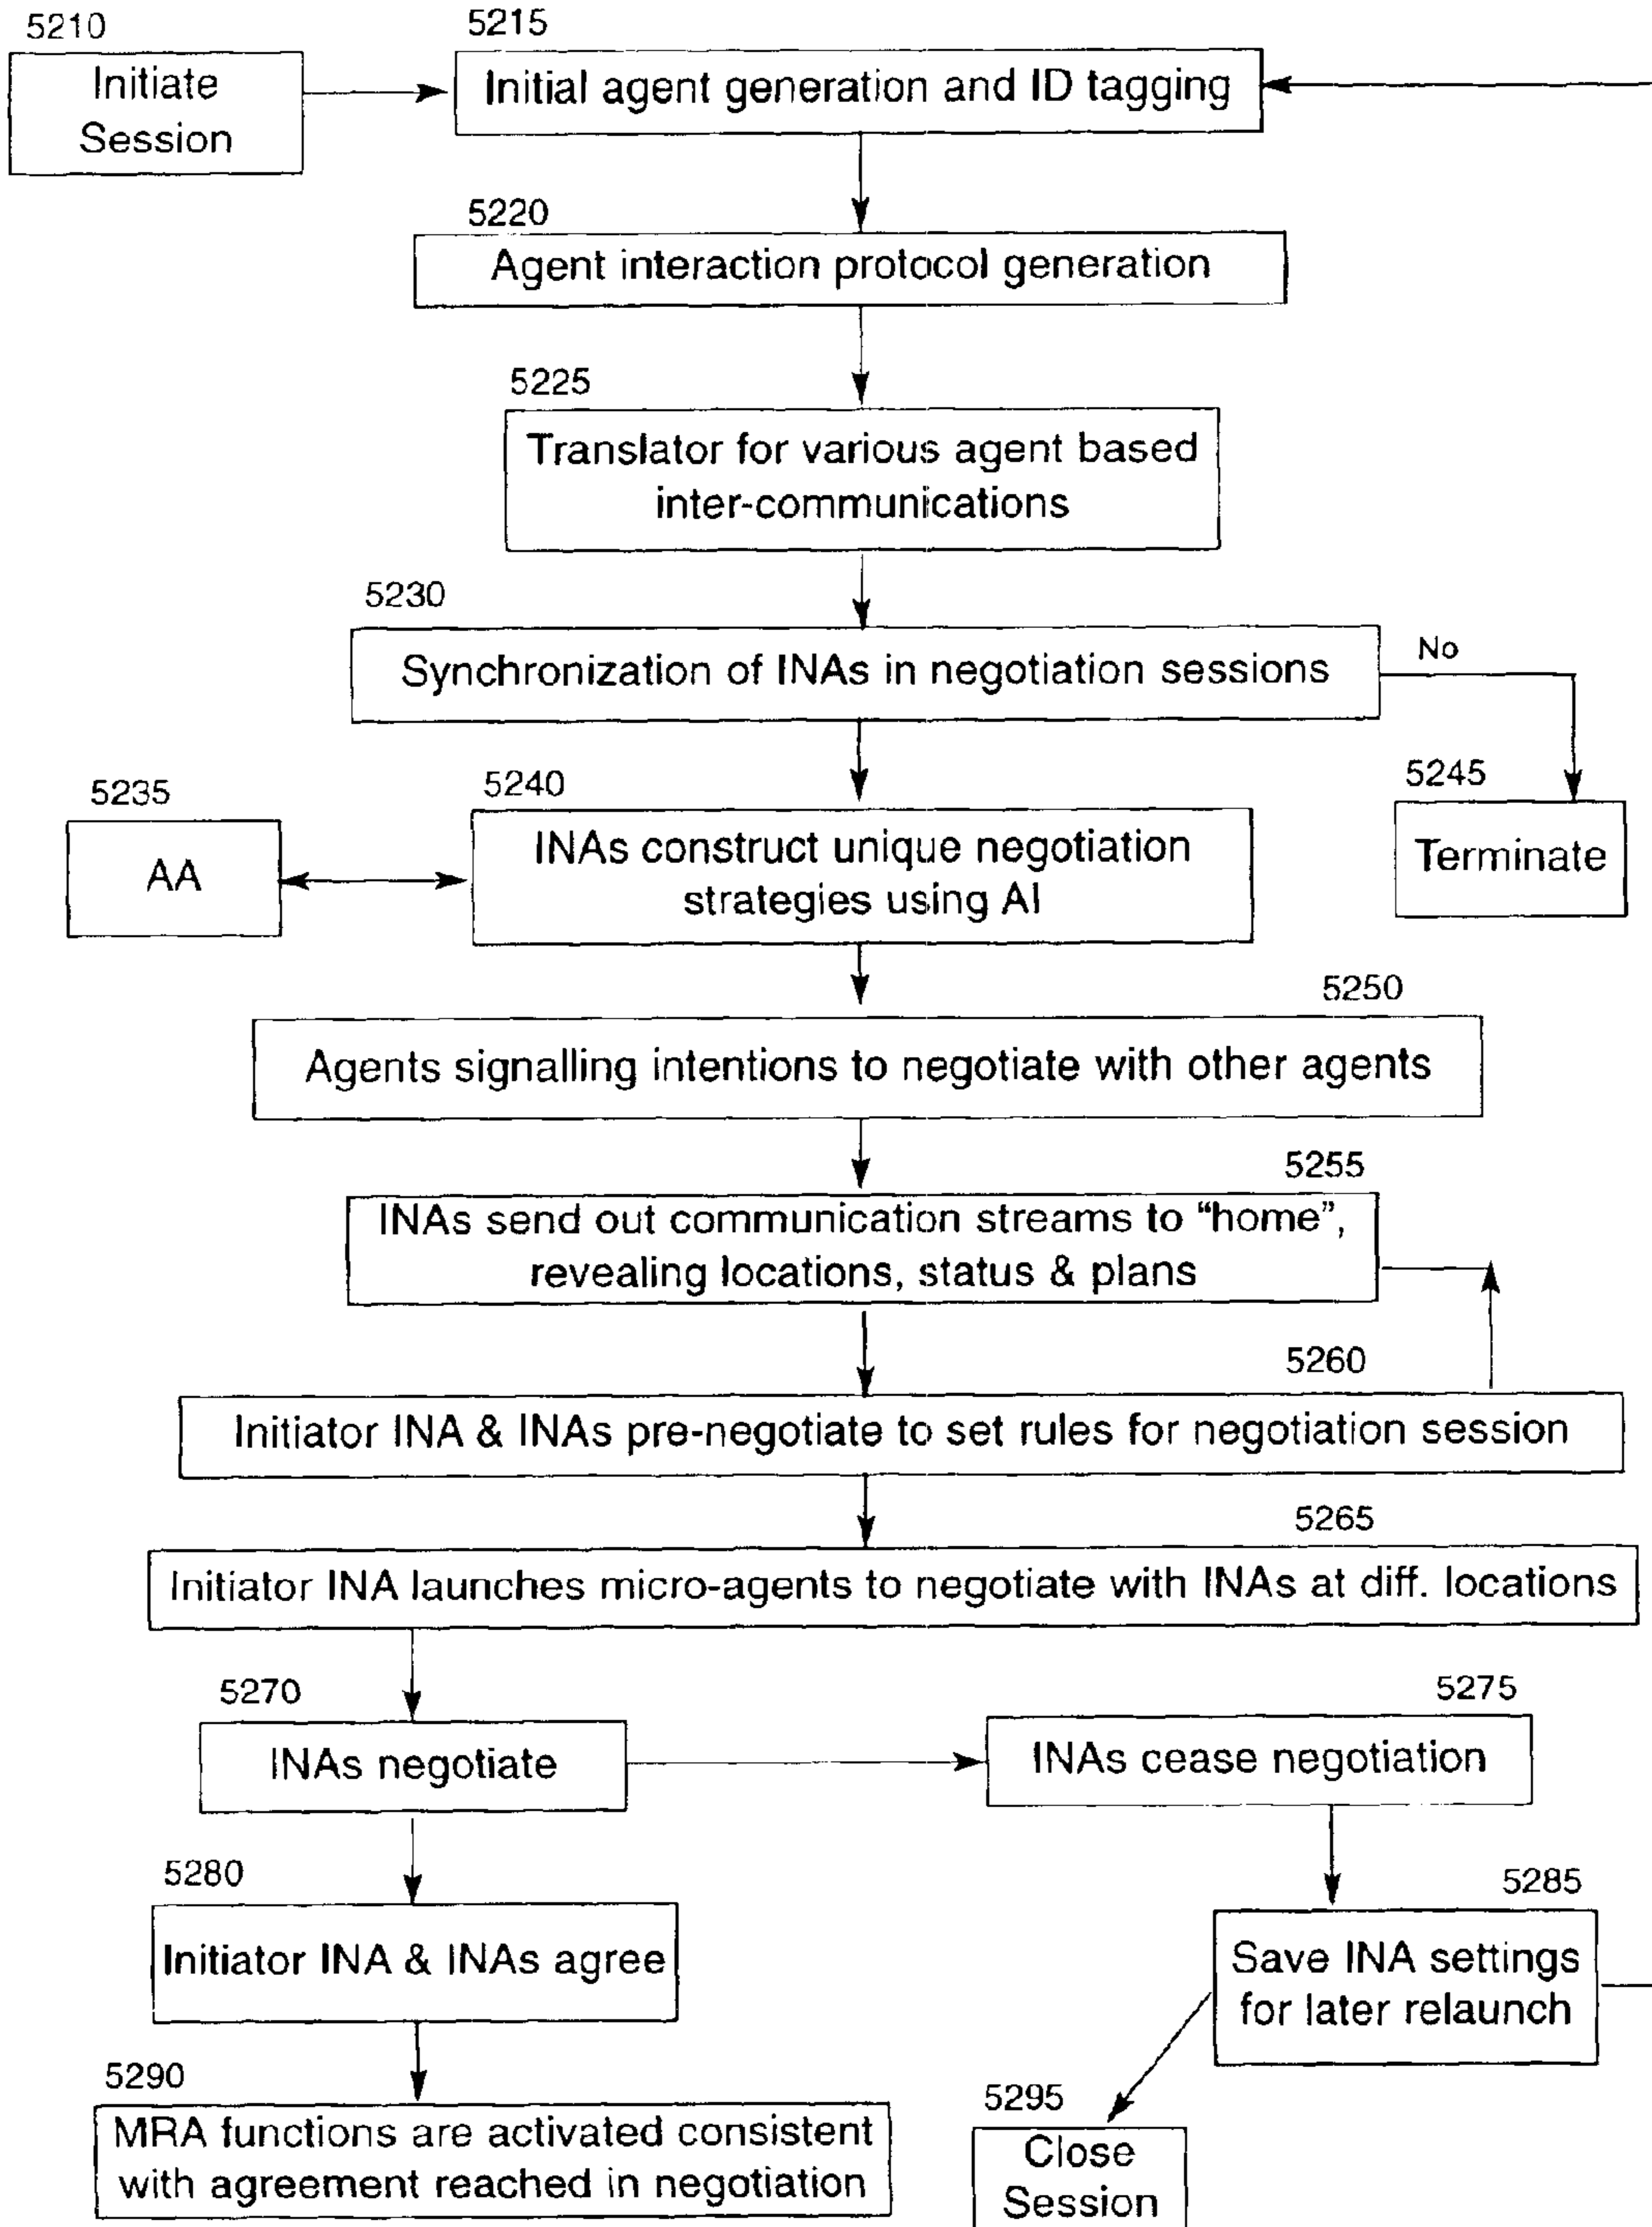 5210
Initiate
Session
5215
Initial agent generation and ID tagging
5220
Agent interaction protocol generation
5225
Translator for various agent based
inter-communications
5230
Synchronization of INAs in negotiation sessions
No
5235
AA
5240
INAs construct unique negotiation
strategies using AI
5245
Terminate
5250
Agents signalling intentions to negotiate with other agents
5255
INAs send out communication streams to “home”,
revealing locations, status & plans
5260
Initiator INA & INAs pre-negotiate to set rules for negotiation session
5265
Initiator INA launches micro-agents to negotiate with INAs at diff. locations
5270
INAs negotiate
5275
INAs cease negotiation
5280
Initiator INA & INAs agree
5285
Save INA settings
for later relaunch
5290
MRA functions are activated consistent
with agreement reached in negotiation
5295
Close
Session